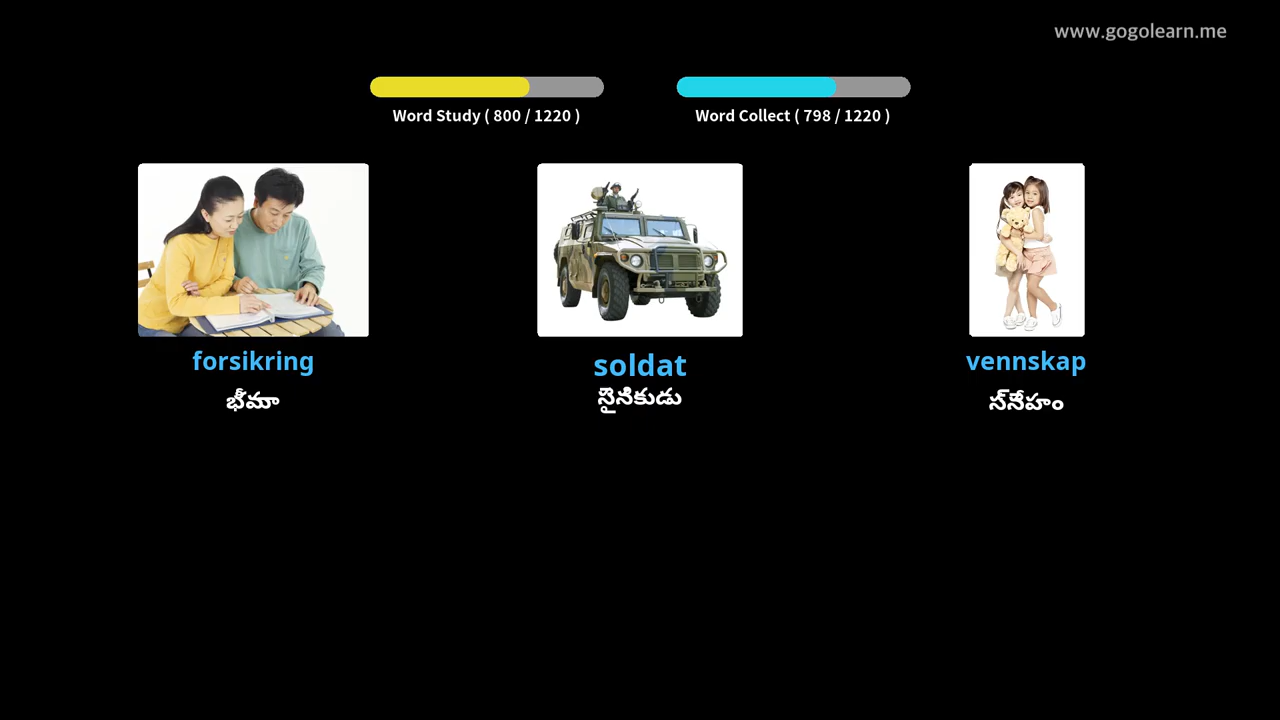 www.gogolearn.me
Word Study ( 800 / 1220 )
Word Collect ( 798 / 1220 )
forsikring
soldat
vennskap
భీమా
సైనికుడు
స్నేహం